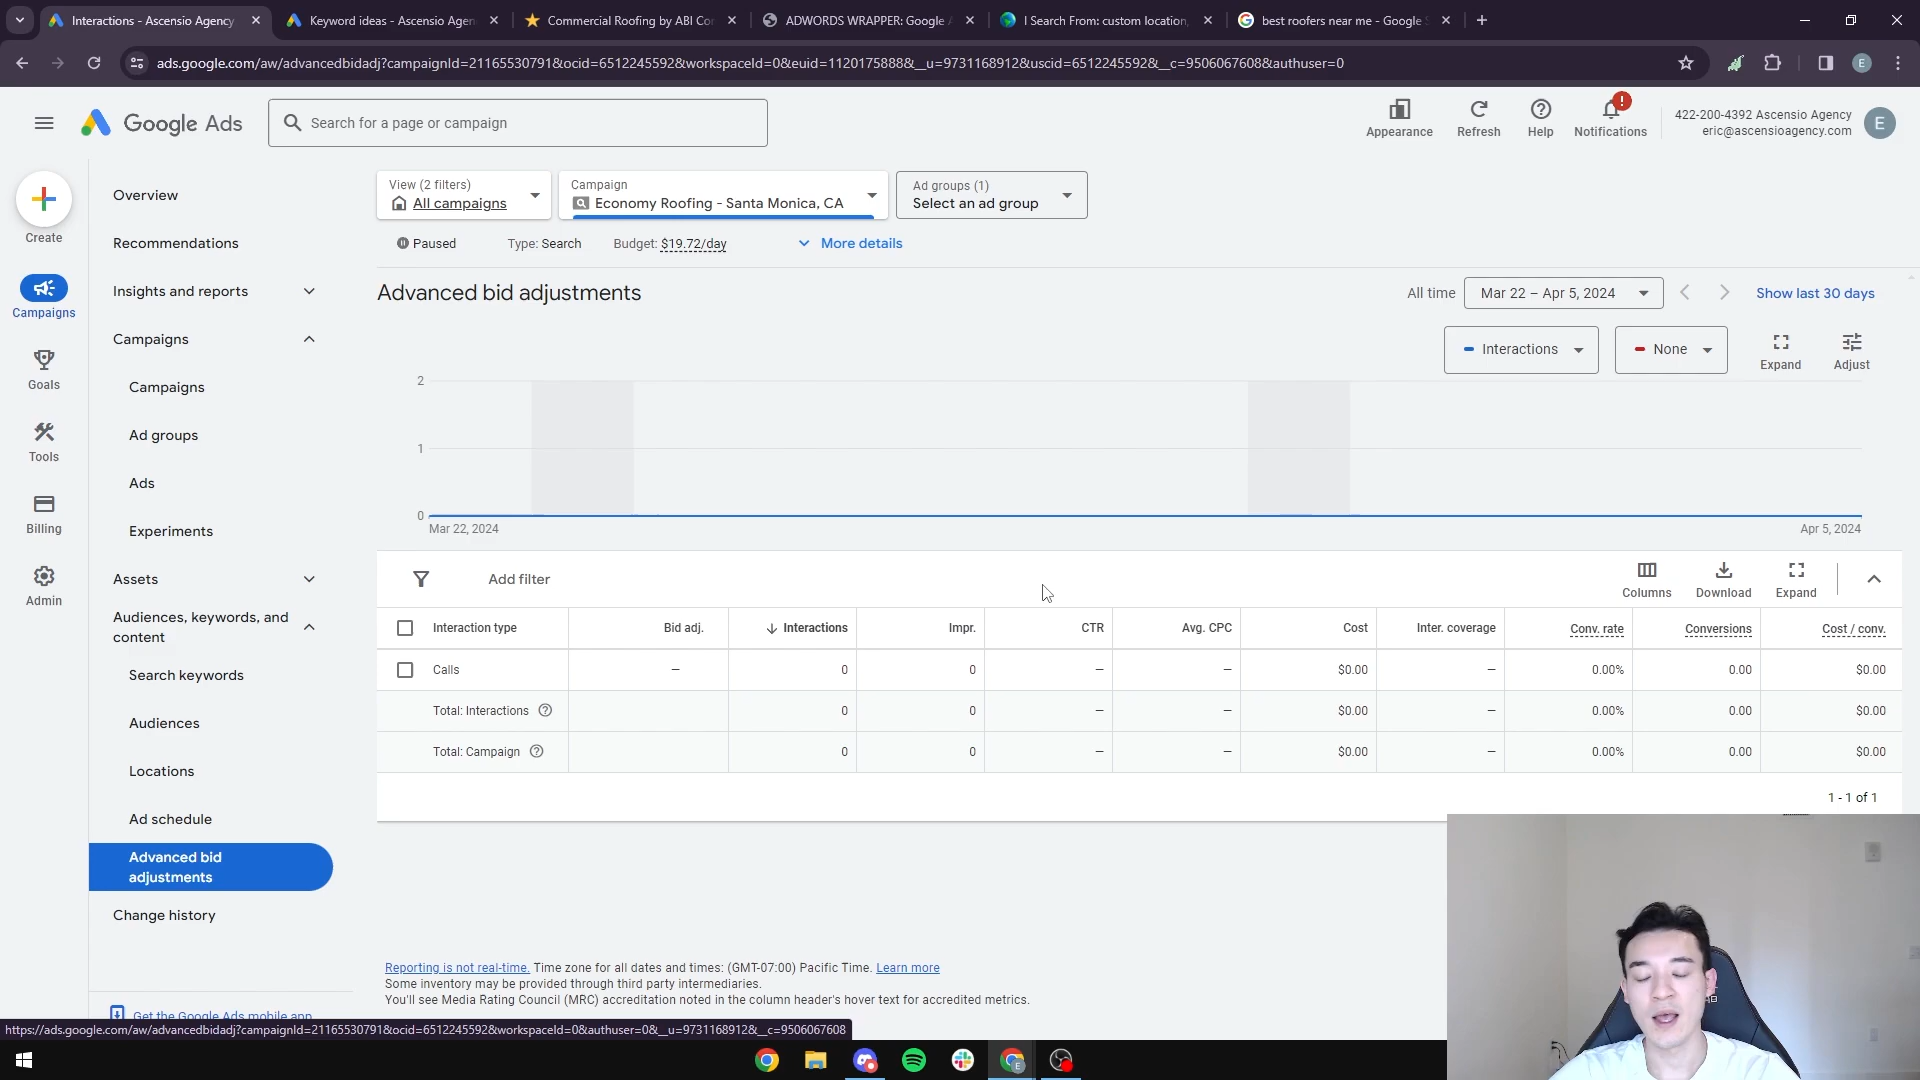 Interactions - Ascensio Agency
Keyword ideas - Ascensio Agen
Commercial Roofing by ABI Co
ADWORDS WRAPPER: Google
I Search From: custom location,
best roofers near me - Google S
ads.google.com/aw/advancedbidadj?campaignId=21165530791&ocid=6512245592&workspaceId=0&euid=1120175888&__u=9731168912&uscid=6512245592&__c=9506067608&authuser=0
E
Google Ads
Search for a page or campaign
Appearance
Refresh
Help
!
Notifications
422-200-4392 Ascensio Agency
eric@ascensioagency.com
E
Create
Campaigns
Goals
Tools
Billing
Admin
Overview
Recommendations
Insights and reports
Campaigns
Campaigns
Ad groups
Ads
Experiments
Assets
Audiences, keywords, and
content
Search keywords
Audiences
Locations
Ad schedule
Advanced bid
adjustments
Change history
Get the Google Ads mobile app
View (2 filters)
All campaigns
Campaign
Economy Roofing - Santa Monica, CA
Ad groups (1)
Select an ad group
Paused
Type: Search
Budget: $19.72/day
More details
Advanced bid adjustments
All time
Mar 22 – Apr 5, 2024
Show last 30 days
Interactions
None
Expand
Adjust
2
1
0
Mar 22, 2024
Apr 5, 2024
Add filter
Columns
Download
Expand
Interaction type Bid adj. Interactions Impr. CTR Avg. CPC Cost Inter. coverage Conv. rate Conversions Cost / conv.
Calls — 0 0 — — $0.00 — 0.00% 0.00 $0.00
Total: Interactions 0 0 — — $0.00 — 0.00% 0.00 $0.00
Total: Campaign 0 0 — — $0.00 — 0.00% 0.00 $0.00
1 - 1 of 1
Reporting is not real-time. Time zone for all dates and times: (GMT-07:00) Pacific Time. Learn more
Some inventory may be provided through third party intermediaries.
You'll see Media Rating Council (MRC) accreditation noted in the column header's hover text for accredited metrics.
https://ads.google.com/aw/advancedbidadj?campaignId=21165530791&ocid=6512245592&workspaceId=0&authuser=0&__u=9731168912&__c=9506067608